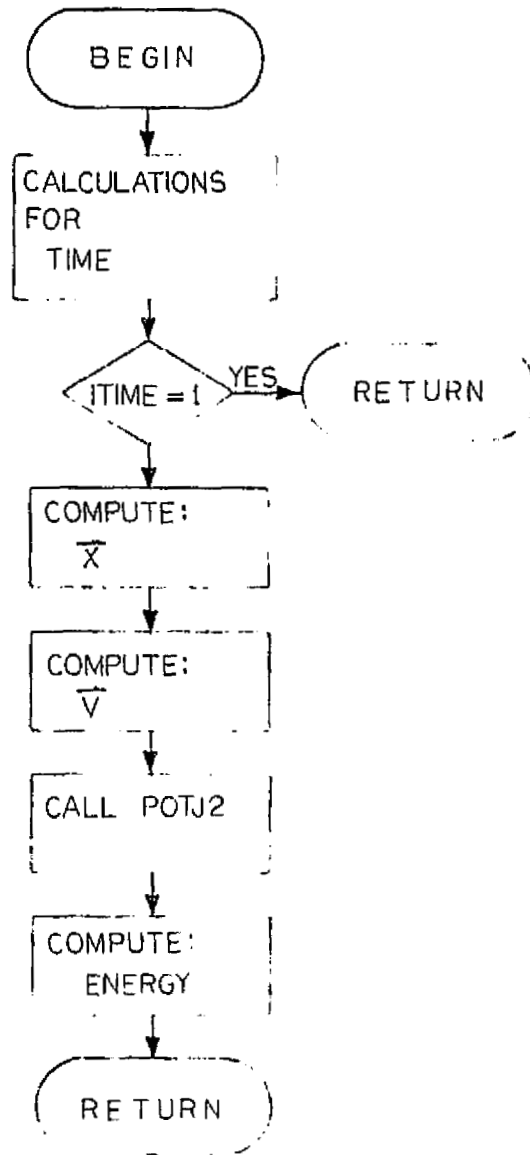 BEGIN
CALCULATIONS
FOR
TIME
ITIME = 1
YES
RETURN
COMPUTE:
X
COMPUTE:
V
CALL POTJ2
COMPUTE:
ENERGY
RETURN